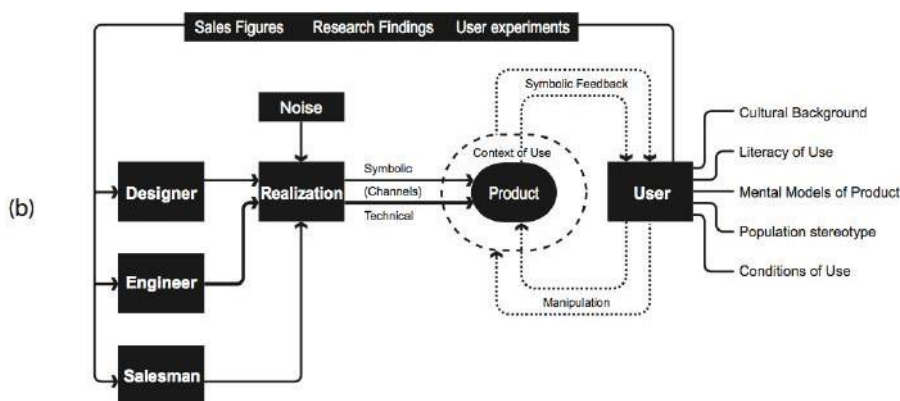 Sales Figures Research Findings User experiments
Noise
Symbolic Feedback
Context of Use
Cultural Background
Literacy of Use
Mental Models of Product
Population stereotype
Conditions of Use
(b)
Designer
Realization
Symbolic
(Channels)
Technical
Product
User
Engineer
Manipulation
Salesman